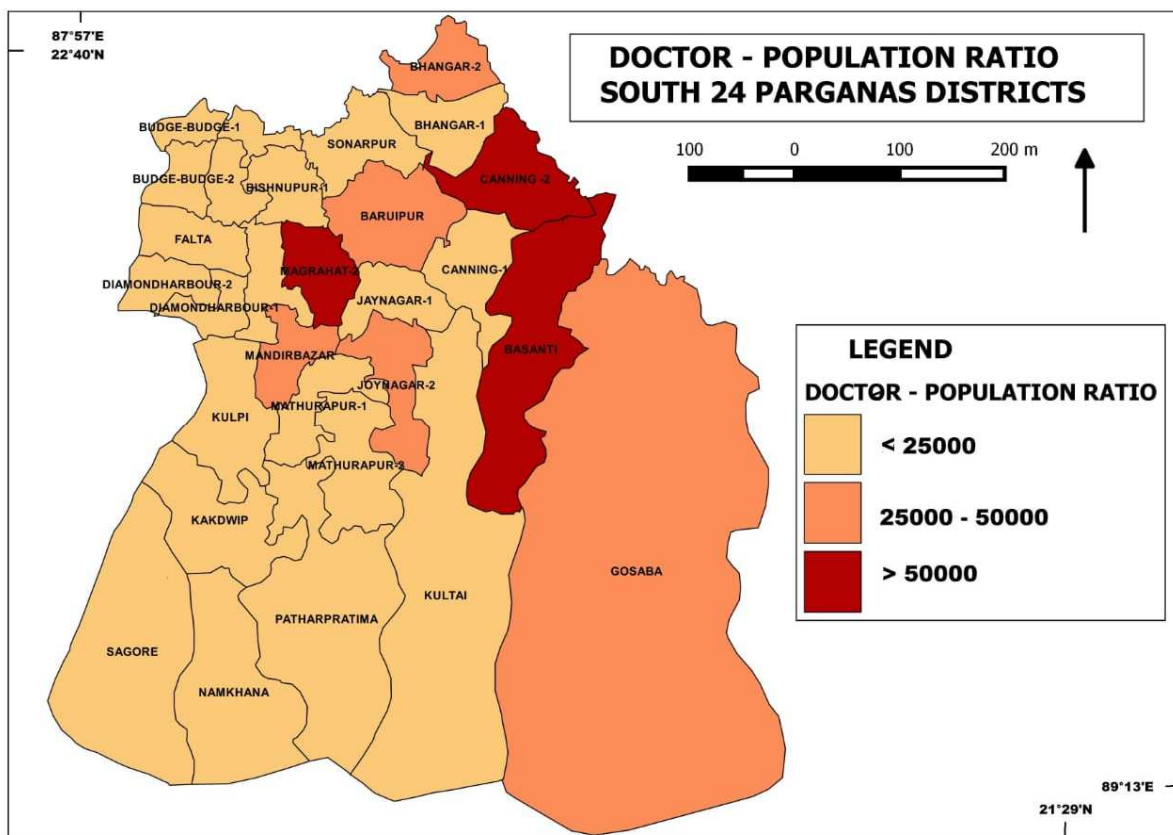 87°57'E
22°40'N
DOCTOR - POPULATION RATIO
SOUTH 24 PARGANAS DISTRICTS
100 0 100 200 m
BHANGAR-2
BUDGE-BUDGE-1
BHANGAR-1
SONARPUR
BUDGE-BUDGE-2
BISHNUPUR-1
CANNING -2
BARUIPUR
FALTA
MAGRAHAT-2
CANNING-1
DIAMONDHARBOUR-2
DIAMONDHARBOUR-1
JAYNAGAR-1
MANDIRBAZAR
BASANTI
JOYNAGAR-2
MATHURAPUR-1
KULPI
MATHURAPUR-2
KAKDWIP
GOSABA
KULTAI
PATHARPRATIMA
SAGORE
NAMKHANA
LEGEND
DOCTOR - POPULATION RATIO
< 25000
25000 - 50000
> 50000
89°13'E
21°29'N